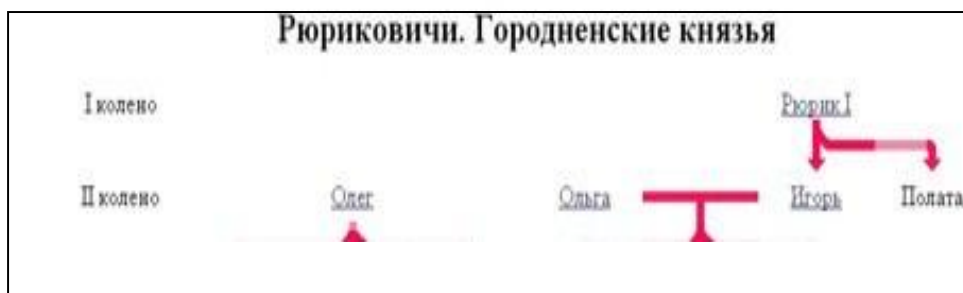 Рюриковичи. Городненские князья
I колено
Рюрик I
II колено
Олег
Ольга
Игорь
Полата